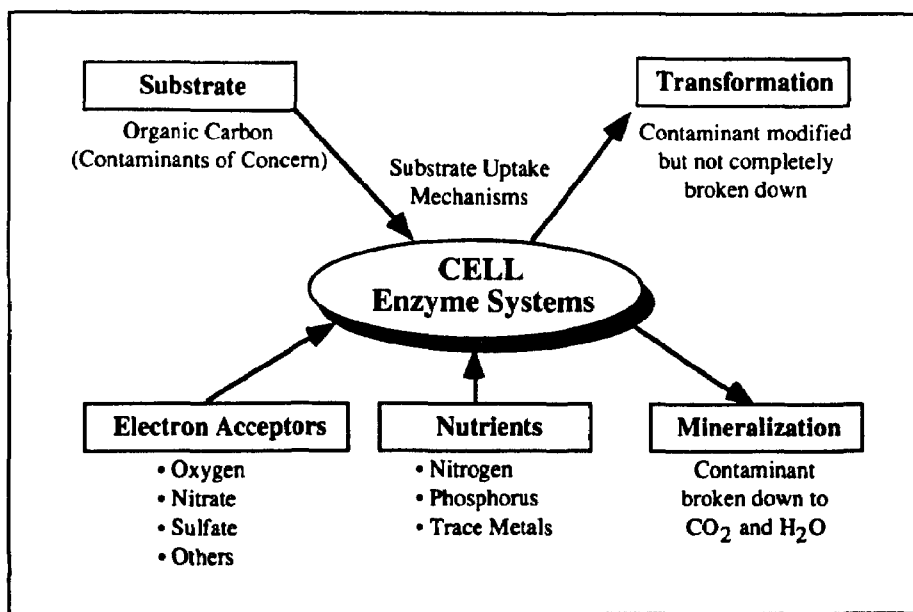 Substrate
Organic Carbon
(Contaminants of Concern)
Transformation
Contaminant modified
but not completely
broken down
Substrate Uptake
Mechanisms
CELL
Enzyme Systems
Electron Acceptors
• Oxygen
• Nitrate
• Sulfate
• Others
Nutrients
• Nitrogen
• Phosphorus
• Trace Metals
Mineralization
Contaminant
broken down to
CO₂ and H₂O